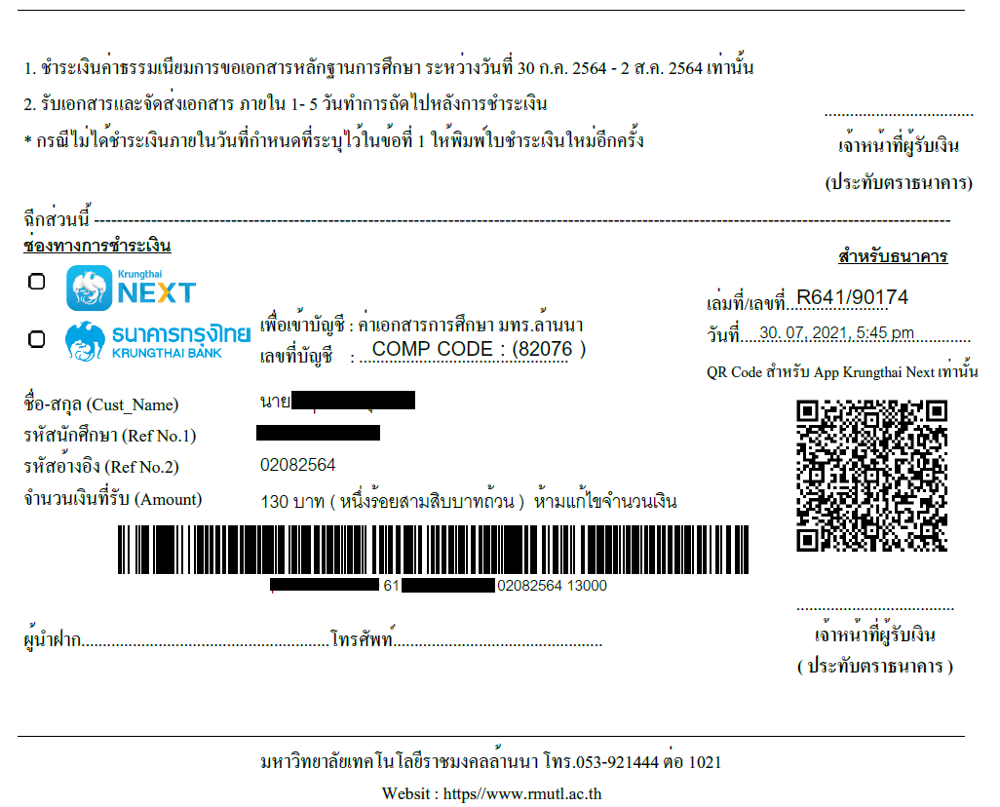 1. ชำระเงินค่าธรรมเนียมการขอเอกสารหลักฐานการศึกษา ระหว่างวันที่ 30 ก.ค. 2564 - 2 ส.ค. 2564 เท่านั้น
2. รับเอกสารและจัดส่งเอกสาร ภายใน 1- 5 วันทำการถัดไปหลังการชำระเงิน
* กรณีไม่ได้ชำระเงินภายในวันที่กำหนดที่ระบุไว้ในข้อที่ 1 ให้พิมพ์ใบชำระเงินใหม่อีกครั้ง
...................................
เจ้าหน้าที่ผู้รับเงิน
(ประทับตราธนาคาร)
ฉีกส่วนนี้ ----------------------------------------------------------------
ช่องทางการชำระเงิน
Krungthai
NEXT
ธนาคารกรุงไทย
KRUNGTHAI BANK
เพื่อเข้าบัญชี : ค่าเอกสารการศึกษา มทร.ล้านนา
เลขที่บัญชี : COMP CODE : (82076 )
สำหรับธนาคาร
เล่มที่/เลขที่ R641/90174
วันที่.... 30. 07, 2021, 5:45 pm
QR Code สำหรับ App Krungthai Next เท่านั้น
ชื่อ-สกุล (Cust_Name) นาย
รหัสนักศึกษา (Ref No.1)
รหัสอ้างอิง (Ref No.2) 02082564
จำนวนเงินที่รับ (Amount) 130 บาท ( หนึ่งร้อยสามสิบบาทถ้วน ) ห้ามแก้ไขจำนวนเงิน
61 02082564 13000
ผู้นำฝาก..........................................................โทรศัพท์.................................................
.....................................
เจ้าหน้าที่ผู้รับเงิน
( ประทับตราธนาคาร )
มหาวิทยาลัยเทคโนโลยีราชมงคลล้านนา โทร.053-921444 ต่อ 1021
Websit : https//www.rmutl.ac.th